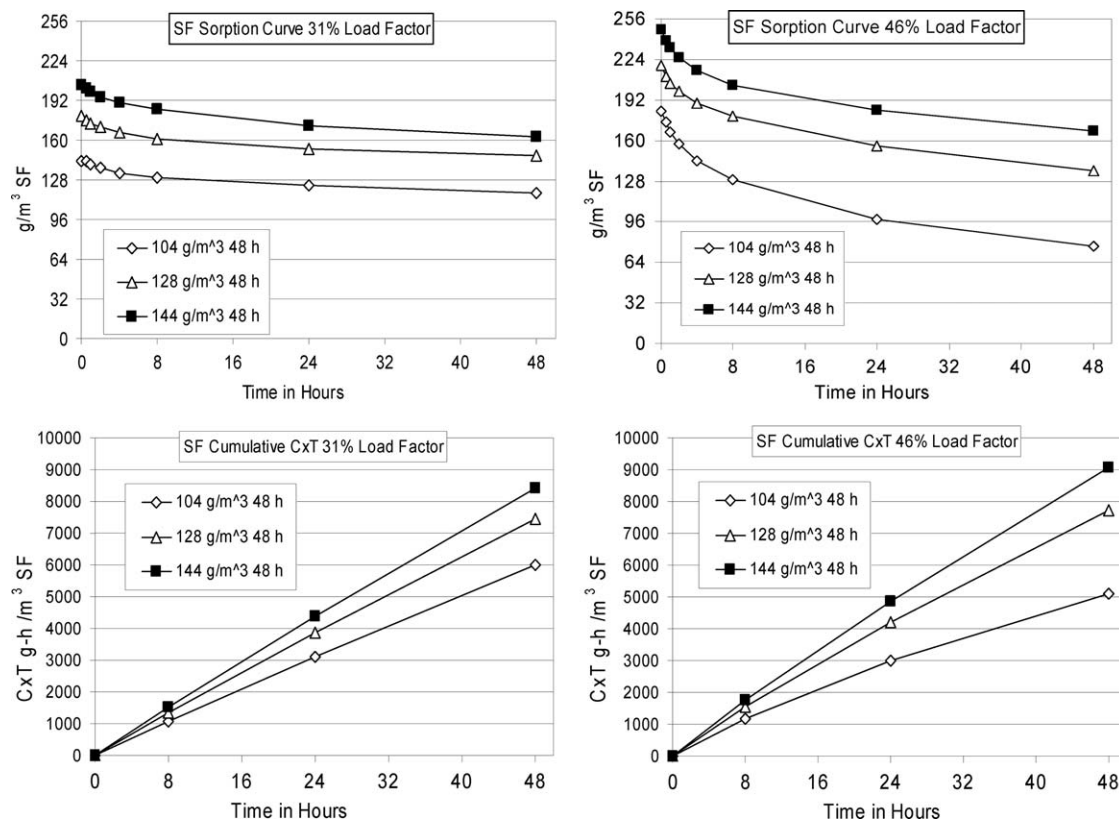 SF Sorption Curve 31% Load Factor
256
224
192
160
128
96
64
32
0
g/m³ SF
104 g/m^3 48 h
128 g/m^3 48 h
144 g/m^3 48 h
0 8 16 24 32 40 48
Time in Hours
SF Sorption Curve 46% Load Factor
256
224
192
160
128
96
64
32
0
g/m³ SF
104 g/m^3 48 h
128 g/m^3 48 h
144 g/m^3 48 h
0 8 16 24 32 40 48
Time in Hours
SF Cumulative CxT 31% Load Factor
10000
9000
8000
7000
6000
5000
4000
3000
2000
1000
0
CxT g-h /m³ SF
104 g/m^3 48 h
128 g/m^3 48 h
144 g/m^3 48 h
0 8 16 24 32 40 48
Time in Hours
SF Cumulative CxT 46% Load Factor
10000
9000
8000
7000
6000
5000
4000
3000
2000
1000
0
CxT g-h /m³ SF
104 g/m^3 48 h
128 g/m^3 48 h
144 g/m^3 48 h
0 8 16 24 32 40 48
Time in Hours